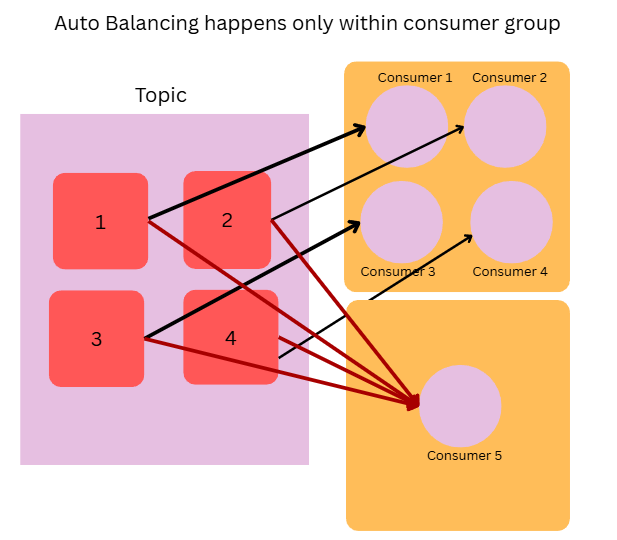 Auto Balancing happens only within consumer group
Topic
Consumer 1
Consumer 2
1
2
Consumer 3
Consumer 4
3
4
Consumer 5